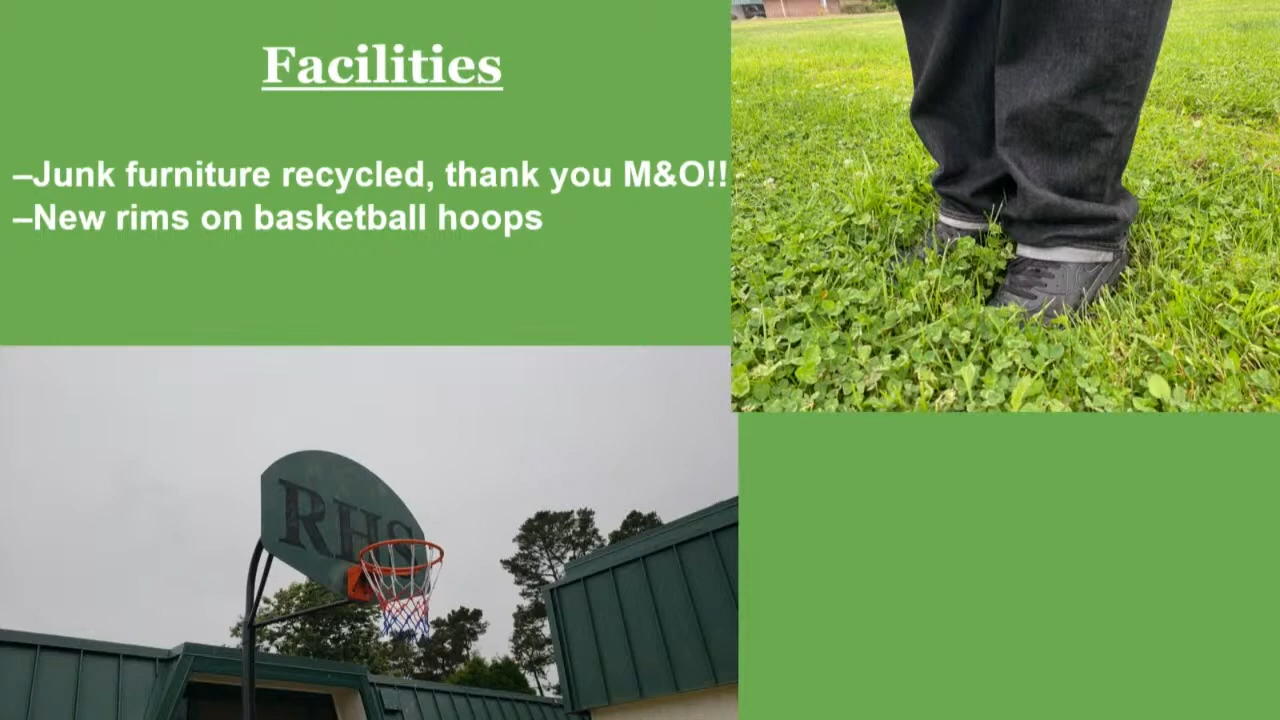 Facilities
–Junk furniture recycled, thank you M&O!!
–New rims on basketball hoops
RHS